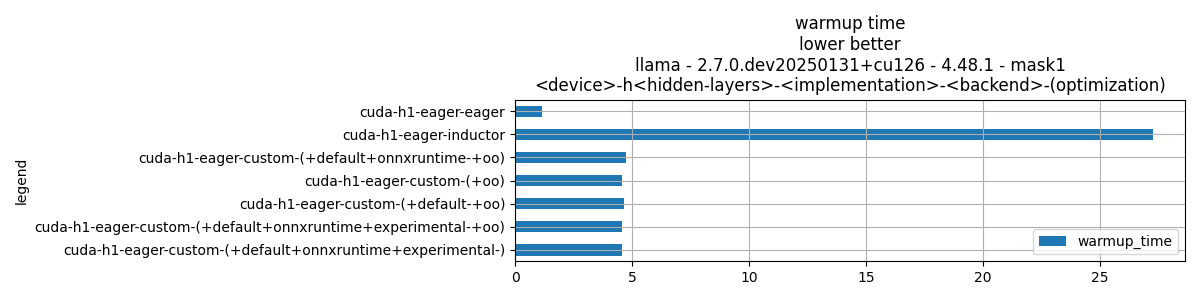 warmup time
lower better
llama - 2.7.0.dev20250131+cu126 - 4.48.1 - mask1
<device>-h<hidden-layers>-<implementation>-<backend>-(optimization)
legend
cuda-h1-eager-eager
cuda-h1-eager-inductor
cuda-h1-eager-custom-(+default+onnxruntime-+oo)
cuda-h1-eager-custom-(+oo)
cuda-h1-eager-custom-(+default-+oo)
cuda-h1-eager-custom-(+default+onnxruntime+experimental-+oo)
cuda-h1-eager-custom-(+default+onnxruntime+experimental-)
warmup_time
0 5 10 15 20 25